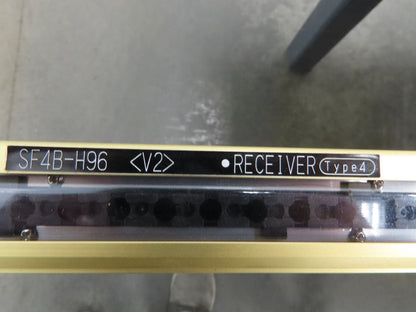 SF4B-H96 <V2> ●RECEIVER Type4